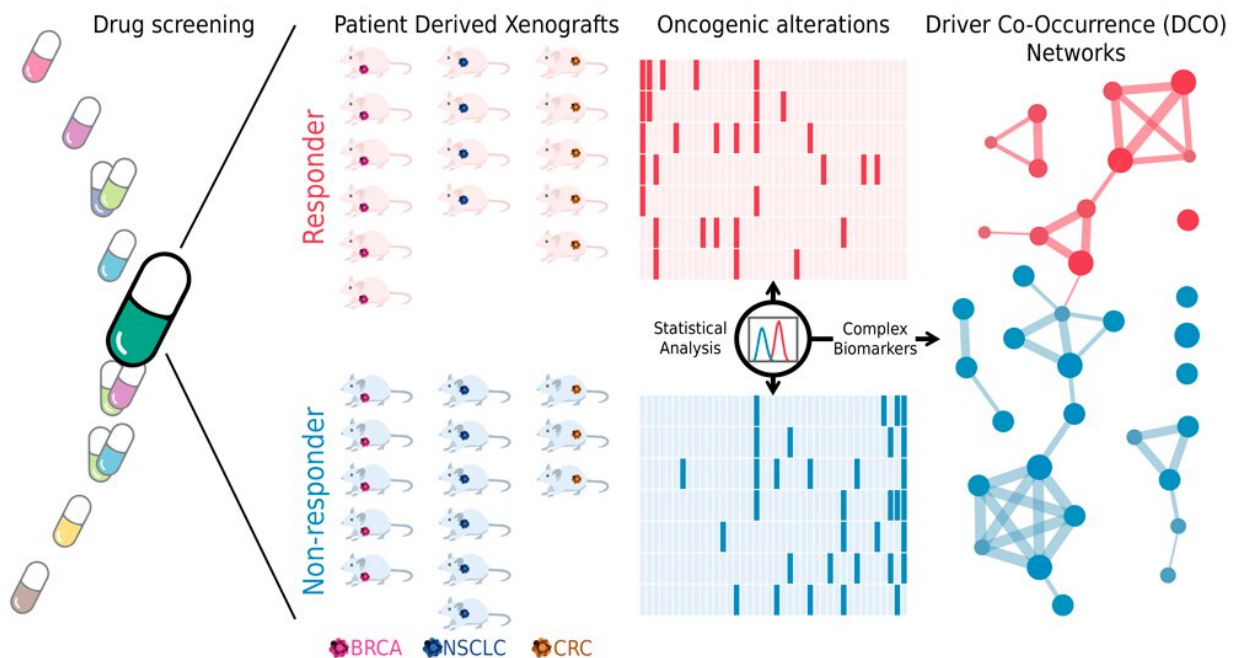 Drug screening
Patient Derived Xenografts
Oncogenic alterations
Driver Co-Occurrence (DCO)
Networks
Responder
Non-responder
Statistical
Analysis
Complex
Biomarkers
BRCA
NSCLC
CRC